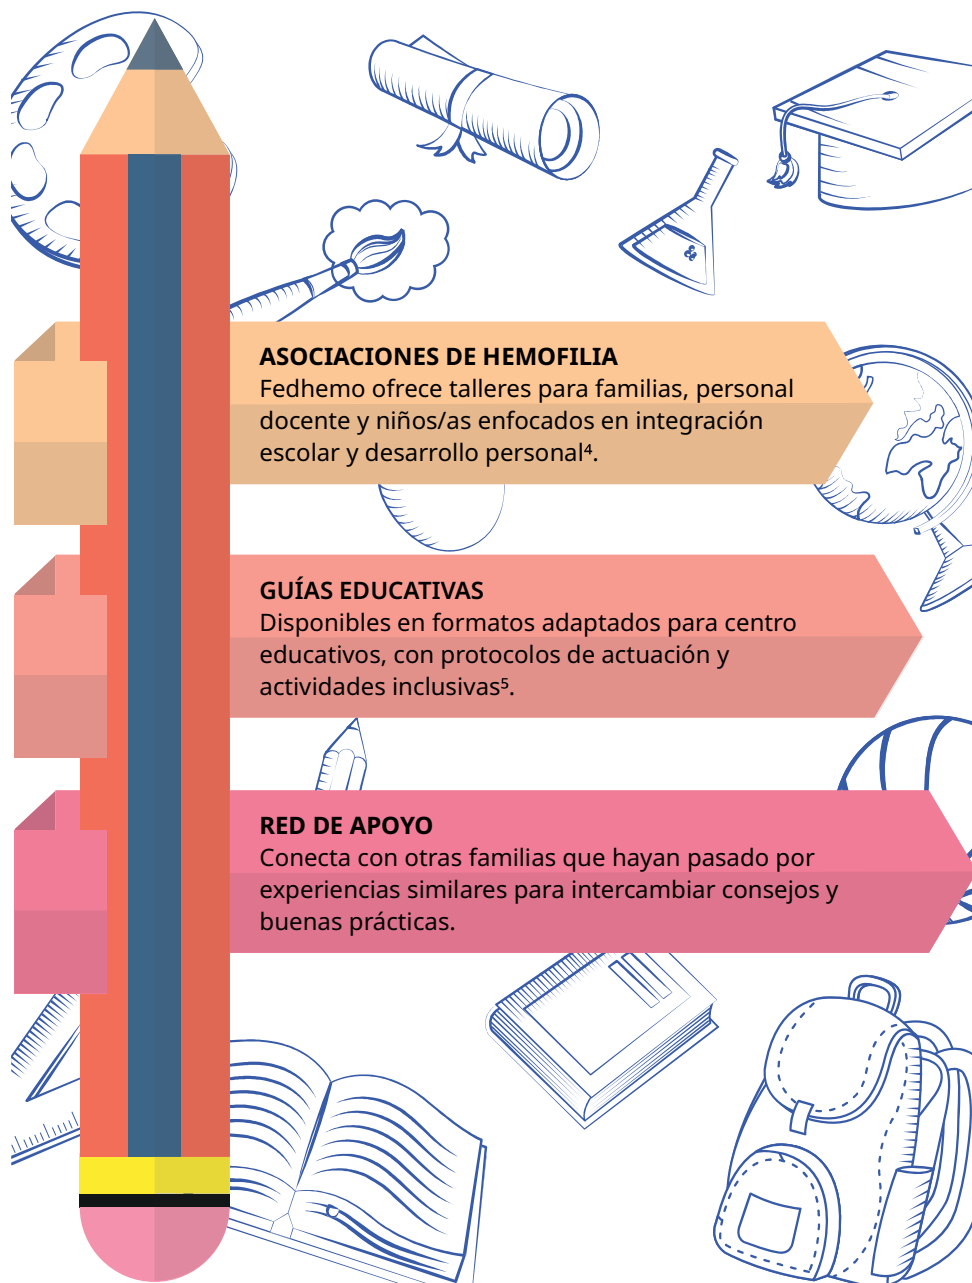 ASOCIACIONES DE HEMOFILIA
Fedhemo ofrece talleres para familias, personal
docente y niños/as enfocados en integración
escolar y desarrollo personal⁴.
GUÍAS EDUCATIVAS
Disponibles en formatos adaptados para centro
educativos, con protocolos de actuación y
actividades inclusivas⁵.
RED DE APOYO
Conecta con otras familias que hayan pasado por
experiencias similares para intercambiar consejos y
buenas prácticas.